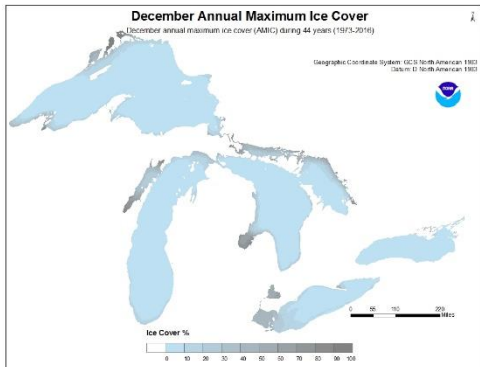 December Annual Maximum Ice Cover
December annual maximum ice cover (AMIC) during 44 years (1973-2016)
Geographic Coordinate System: GCS North American 1983
Datum: D North American 1983
0 55 110 220
Miles
Ice Cover %
0 10 20 30 40 50 60 70 80 90 100